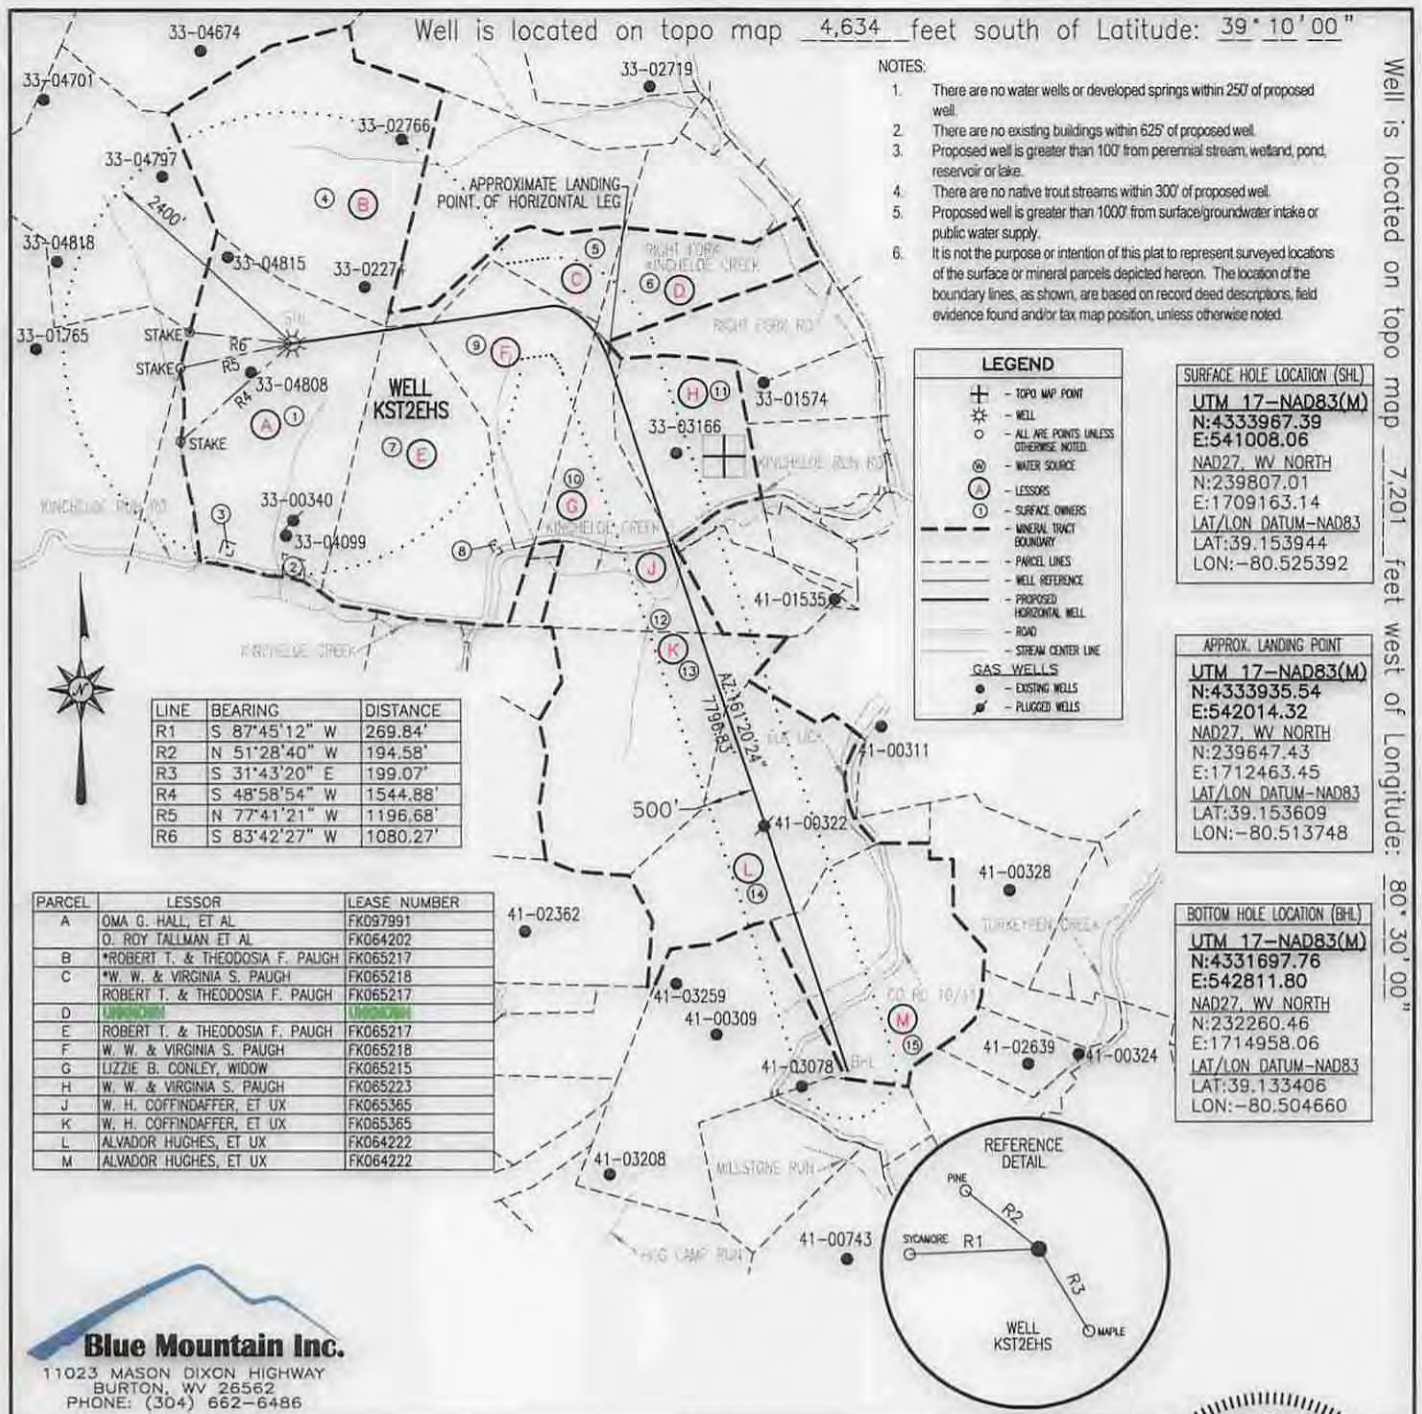 Well is located on topo map 4,634 feet south of Latitude: 39° 10' 00"
Well is located on topo map 7,201 feet west of Longitude: 80° 30' 00"
NOTES:
1. There are no water wells or developed springs within 250' of proposed
well.
2. There are no existing buildings within 625' of proposed well.
3. Proposed well is greater than 100' from perennial stream, wetland, pond,
reservoir or lake.
4. There are no native trout streams within 300' of proposed well.
5. Proposed well is greater than 1000' from surface/groundwater intake or
public water supply.
6. It is not the purpose or intention of this plat to represent surveyed locations
of the surface or mineral parcels depicted hereon. The location of the
boundary lines, as shown, are based on record deed descriptions, field
evidence found and/or tax map position, unless otherwise noted.
33-04674
33-04701
33-02719
33-02766
33-04797
2400'
4 B
APPROXIMATE LANDING
POINT OF HORIZONTAL LEG
33-04818
33-04815
33-02274
5
C
RIGHT FORK
KINCHELOE CREEK
6 D
RIGHT FORK RD
33-01765
STAKE
SHL
R6
STAKE
R5
33-04808
R4
A 1
STAKE
9 F
WELL
KST2EHS
7 E
H 11
33-01574
33-03166
KINCHELOE RUN RD
10
G
KINCHELOE CREEK
KINCHELOE RUN RD
3
33-00340
33-04099
2
8
J
41-01535
KINCHELOE CREEK
12
K
13
AZ:161°20'24"
7796.83'
41-00311
500'
41-00322
L
14
41-00328
TURKEYPEN CREEK
41-02362
41-03259
41-00309
CO RD 10/11
M
15
41-02639
41-00324
41-03078
BHL
41-03208
MILLSTONE RUN
HOG CAMP RUN
41-00743
LEGEND
- TOPO MAP POINT
- WELL
- ALL ARE POINTS UNLESS
OTHERWISE NOTED.
W - WATER SOURCE
A - LESSORS
1 - SURFACE OWNERS
- MINERAL TRACT
BOUNDARY
- PARCEL LINES
- WELL REFERENCE
- PROPOSED
HORIZONTAL WELL
- ROAD
- STREAM CENTER LINE
GAS WELLS
- EXISTING WELLS
- PLUGGED WELLS
SURFACE HOLE LOCATION (SHL)
UTM 17-NAD83(M)
N:4333967.39
E:541008.06
NAD27, WV NORTH
N:239807.01
E:1709163.14
LAT/LON DATUM-NAD83
LAT:39.153944
LON:-80.525392
APPROX. LANDING POINT
UTM 17-NAD83(M)
N:4333935.54
E:542014.32
NAD27, WV NORTH
N:239647.43
E:1712463.45
LAT/LON DATUM-NAD83
LAT:39.153609
LON:-80.513748
BOTTOM HOLE LOCATION (BHL)
UTM 17-NAD83(M)
N:4331697.76
E:542811.80
NAD27, WV NORTH
N:232260.46
E:1714958.06
LAT/LON DATUM-NAD83
LAT:39.133406
LON:-80.504660
N
LINE BEARING DISTANCE
R1 S 87°45'12" W 269.84'
R2 N 51°28'40" W 194.58'
R3 S 31°43'20" E 199.07'
R4 S 48°58'54" W 1544.88'
R5 N 77°41'21" W 1196.68'
R6 S 83°42'27" W 1080.27'
PARCEL LESSOR LEASE NUMBER
A OMA G. HALL, ET AL FK097991
O. ROY TALLMAN ET AL FK064202
B *ROBERT T. & THEODOSIA F. PAUGH FK065217
C *W. W. & VIRGINIA S. PAUGH FK065218
ROBERT T. & THEODOSIA F. PAUGH FK065217
D UNKNOWN UNKNOWN
E ROBERT T. & THEODOSIA F. PAUGH FK065217
F W. W. & VIRGINIA S. PAUGH FK065218
G LIZZIE B. CONLEY, WIDOW FK065215
H W. W. & VIRGINIA S. PAUGH FK065223
J W. H. COFFINDAFFER, ET UX FK065365
K W. H. COFFINDAFFER, ET UX FK065365
L ALVADOR HUGHES, ET UX FK064222
M ALVADOR HUGHES, ET UX FK064222
REFERENCE
DETAIL
PINE
R2
SYCAMORE R1
R3
MAPLE
WELL
KST2EHS
Blue Mountain Inc.
11023 MASON DIXON HIGHWAY
BURTON, WV 26562
PHONE: (304) 662-6486